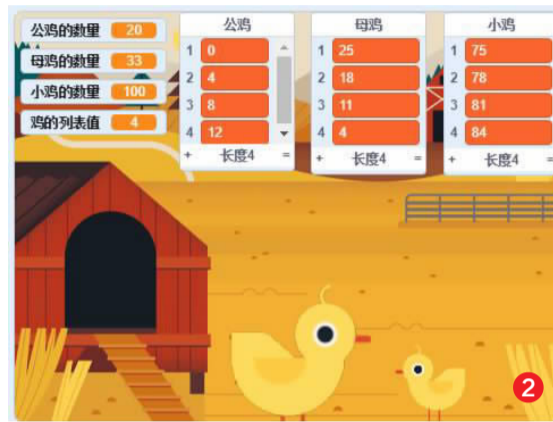 公鸡的数量 20
母鸡的数量 33
小鸡的数量 100
鸡的列表值 4
公鸡
1 0
2 4
3 8
4 12
+ 长度4 =
母鸡
1 25
2 18
3 11
4 4
+ 长度4 =
小鸡
1 75
2 78
3 81
4 84
+ 长度4 =
2